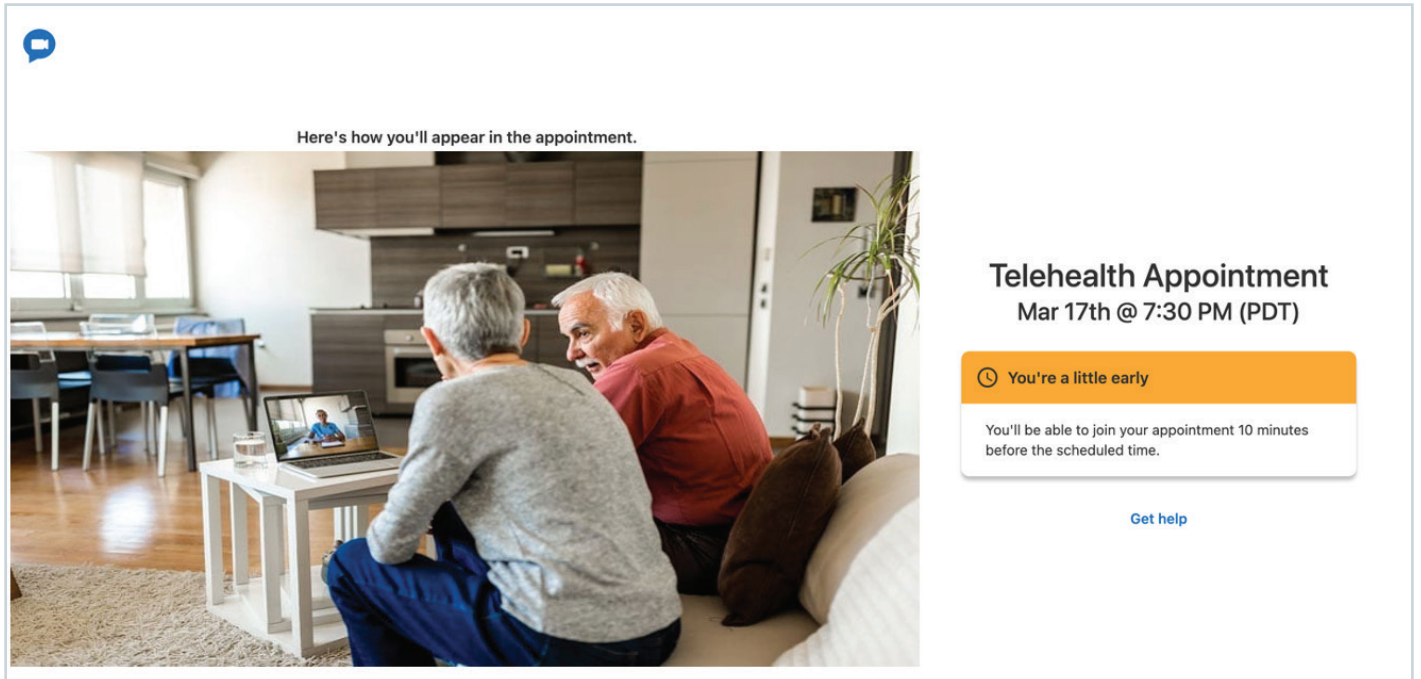 Here's how you'll appear in the appointment.
Telehealth Appointment
Mar 17th @ 7:30 PM (PDT)
You're a little early
You'll be able to join your appointment 10 minutes
before the scheduled time.
Get help